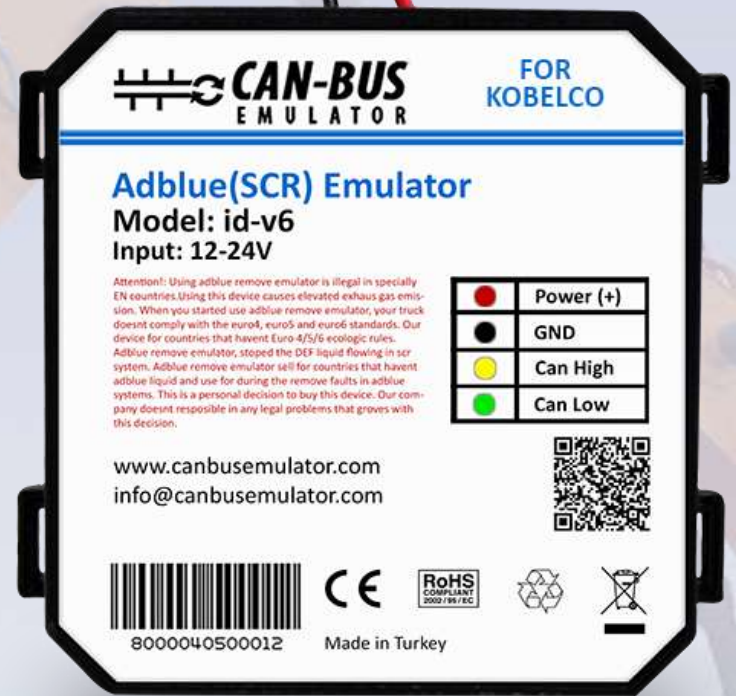 CAN-BUS
EMULATOR
FOR
KOBELCO
Adblue(SCR) Emulator
Model: id-v6
Input: 12-24V
Attention!: Using adblue remove emulator is illegal in specially
EN countries.Using this device causes elevated exhaus gas emis-
sion. When you started use adblue remove emulator, your truck
doesnt comply with the euro4, euro5 and euro6 standards. Our
device for countries that havent Euro 4/5/6 ecologic rules.
Adblue remove emulator, stoped the DEF liquid flowing in scr
system. Adblue remove emulator sell for countries that havent
adblue liquid and use for during the remove faults in adblue
systems. This is a personal decision to buy this device. Our com-
pany doesnt resposible in any legal problems that groves with
this decision.
Power (+)
GND
Can High
Can Low
www.canbusemulator.com
info@canbusemulator.com
8000040500012
CE
RoHS
COMPLIANT
2002/95/EC
Made in Turkey